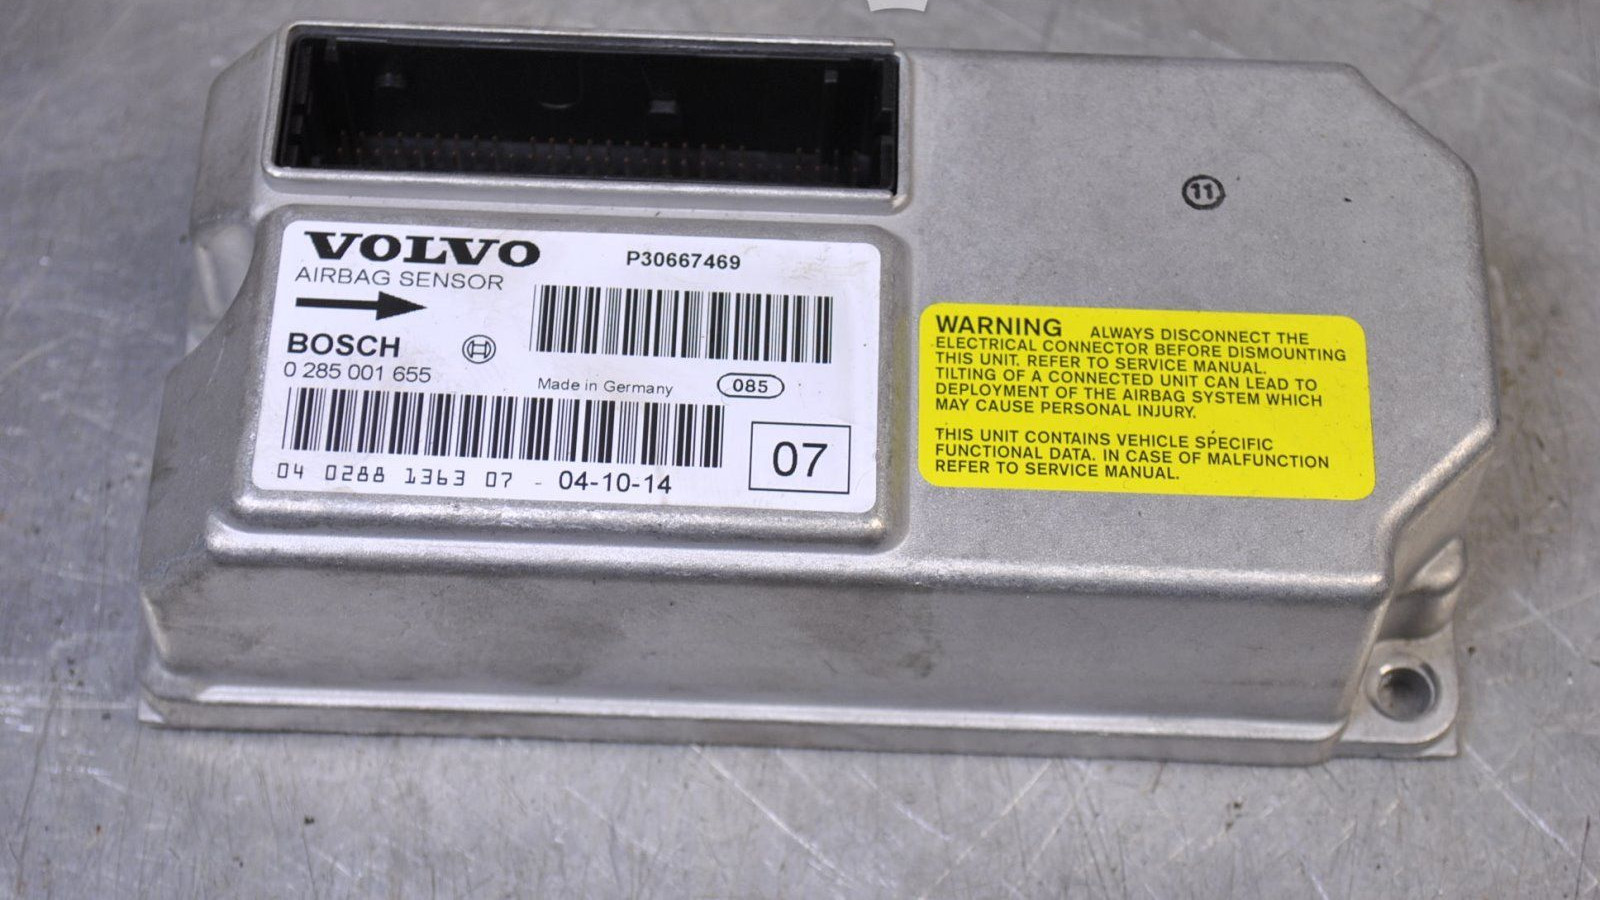 VOLVO
AIRBAG SENSOR
P30667469
BOSCH
0 285 001 655
Made in Germany
085
04 0288 1363 07 - 04-10-14
07
11
WARNING ALWAYS DISCONNECT THE
ELECTRICAL CONNECTOR BEFORE DISMOUNTING
THIS UNIT. REFER TO SERVICE MANUAL.
TILTING OF A CONNECTED UNIT CAN LEAD TO
DEPLOYMENT OF THE AIRBAG SYSTEM WHICH
MAY CAUSE PERSONAL INJURY.
THIS UNIT CONTAINS VEHICLE SPECIFIC
FUNCTIONAL DATA. IN CASE OF MALFUNCTION
REFER TO SERVICE MANUAL.